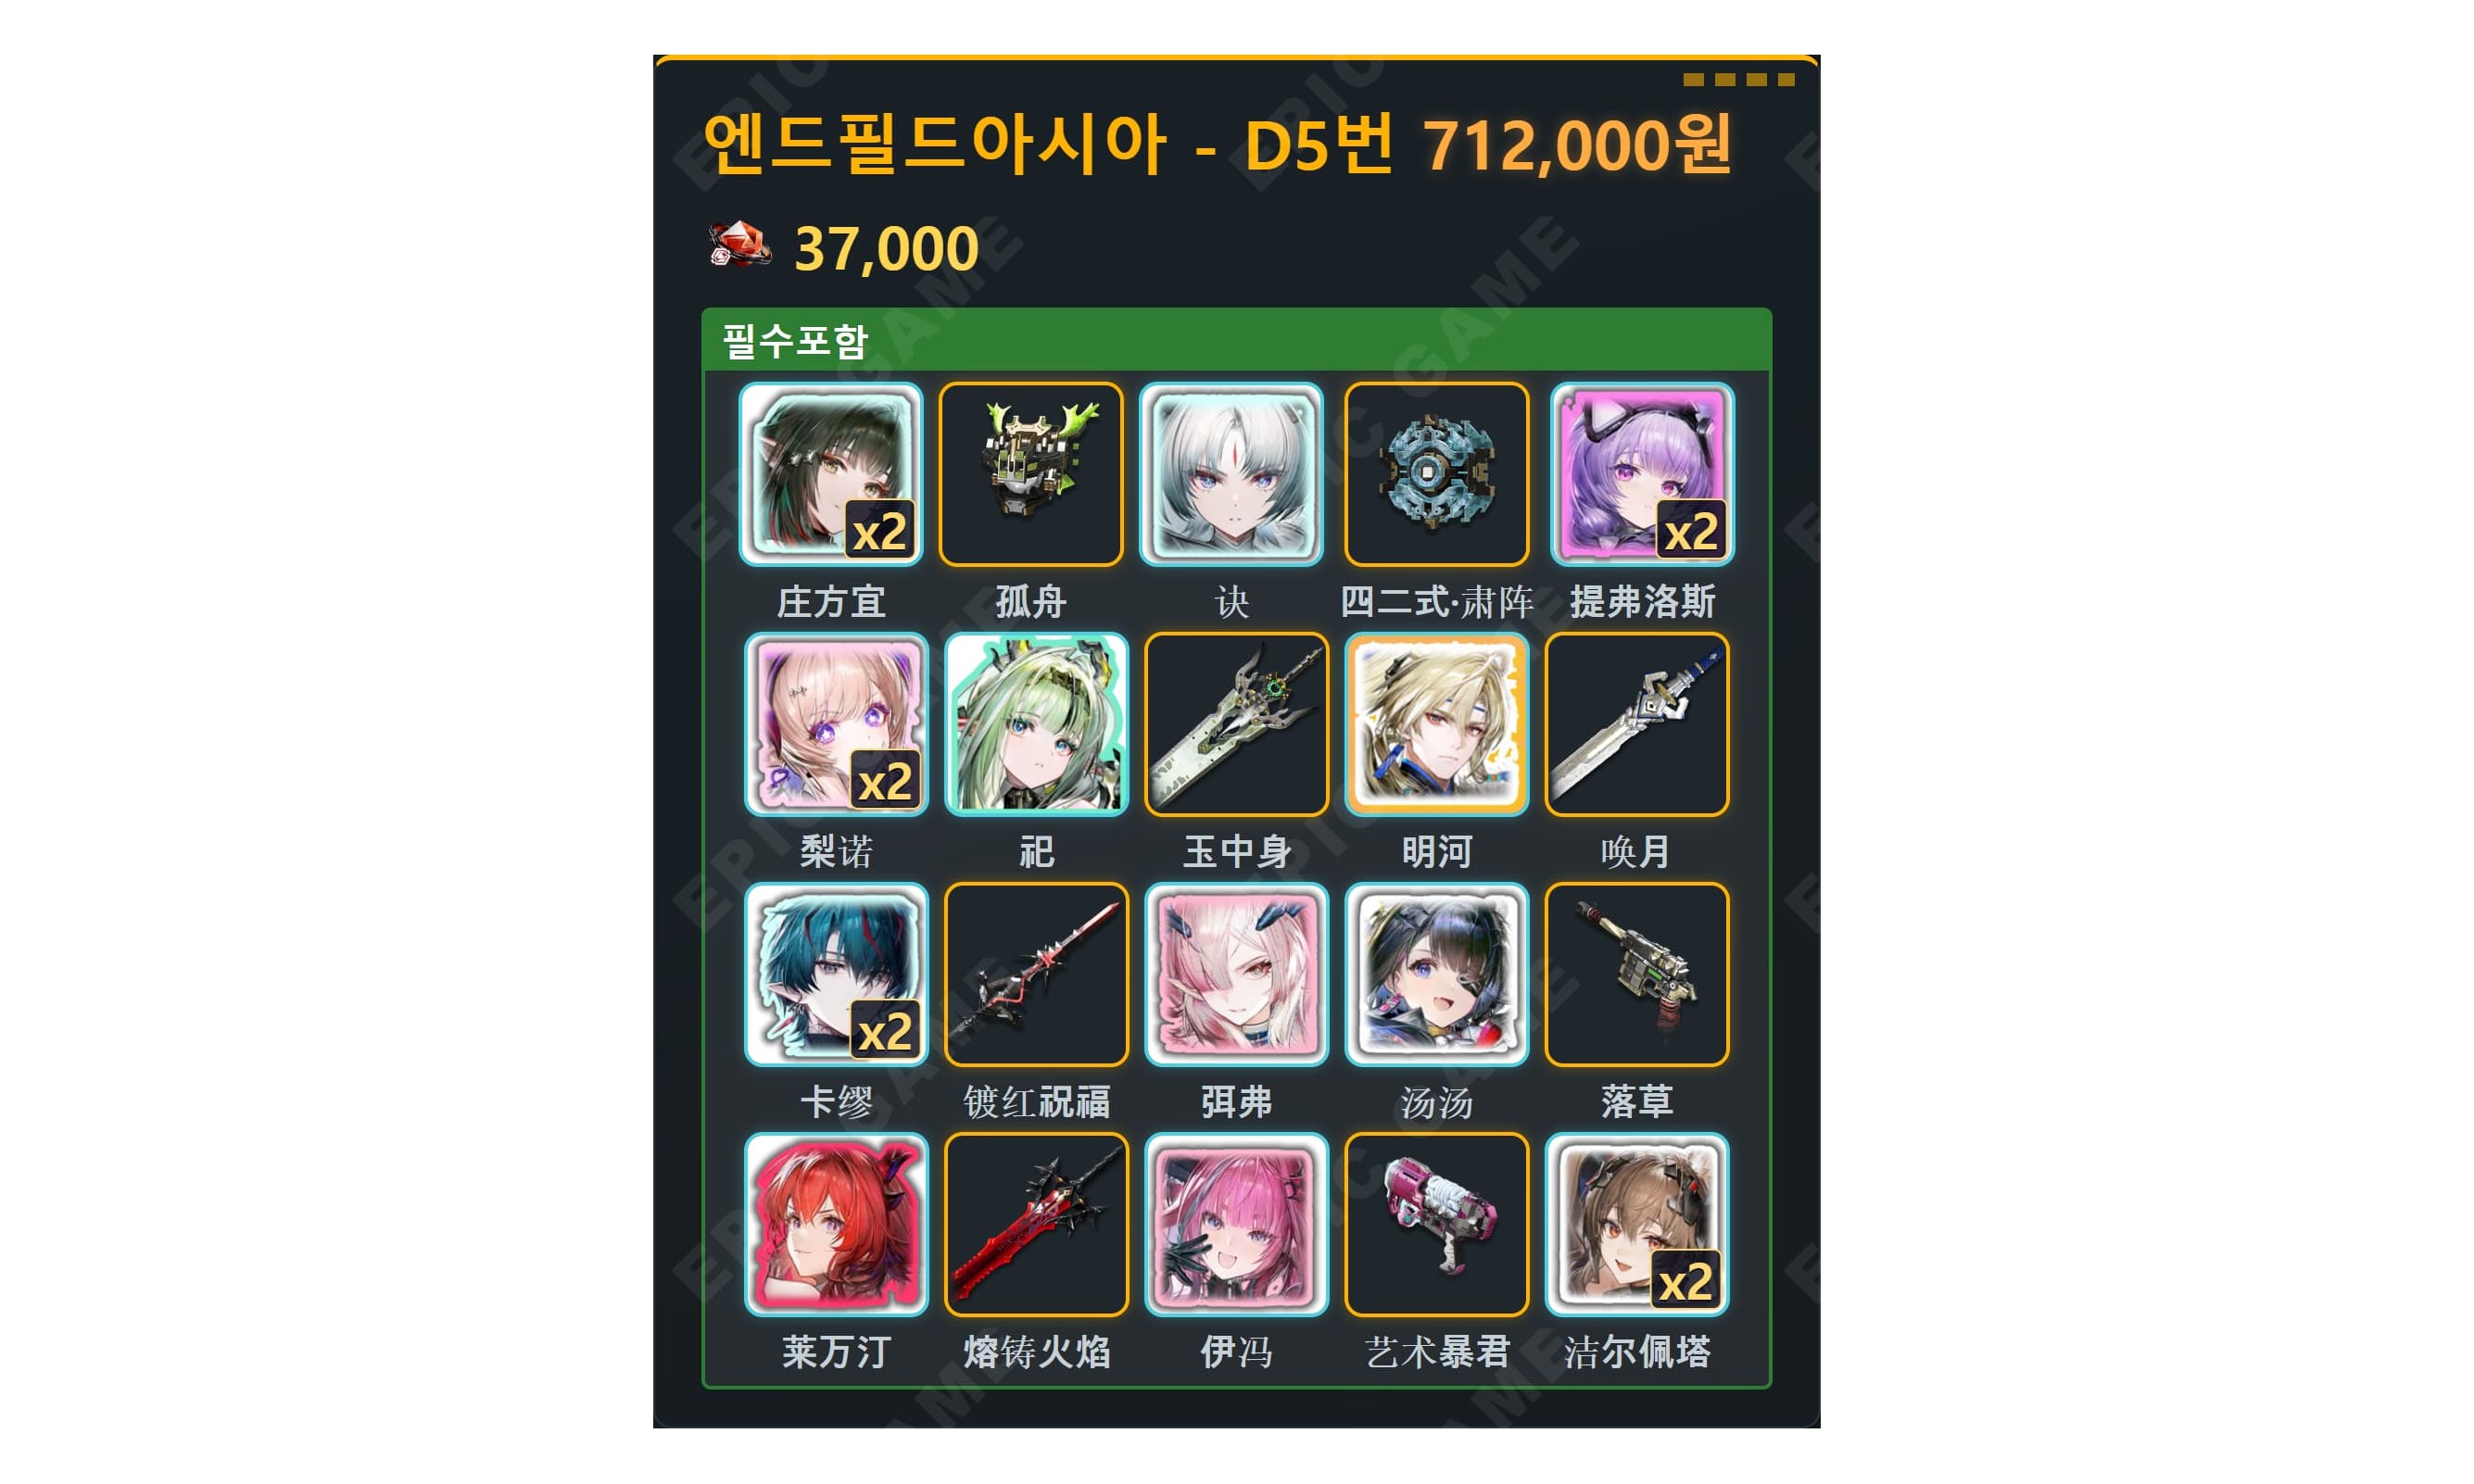 엔드필드아시아 - D5번 712,000원
37,000
필수포함
x2 x2
庄方宜 孤舟 诀 四二式·肃阵 提弗洛斯
x2
梨诺 祀 玉中身 明河 唤月
x2
卡缪 镀红祝福 弭弗 汤汤 落草
x2
莱万汀 熔铸火焰 伊冯 艺术暴君 洁尔佩塔
EPIC GAME